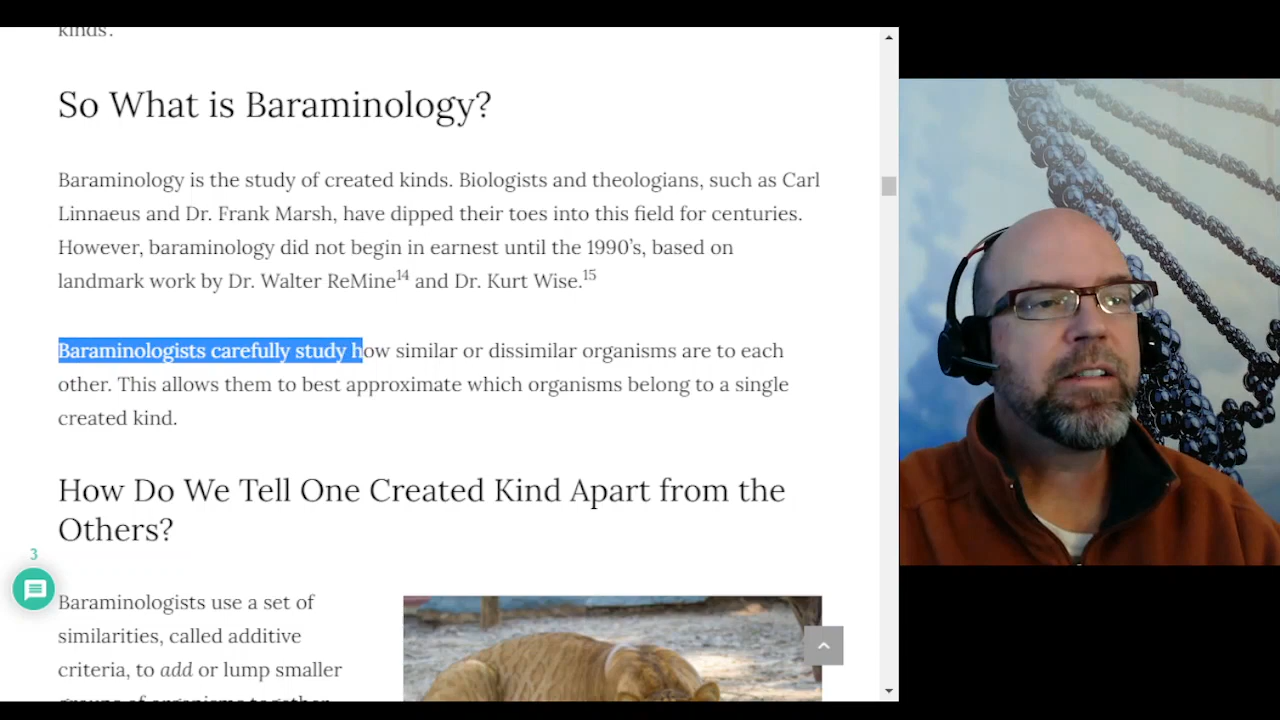 kinds'.
So What is Baraminology?
Baraminology is the study of created kinds. Biologists and theologians, such as Carl
Linnaeus and Dr. Frank Marsh, have dipped their toes into this field for centuries.
However, baraminology did not begin in earnest until the 1990's, based on
landmark work by Dr. Walter ReMine14 and Dr. Kurt Wise.15
Baraminologists carefully study how similar or dissimilar organisms are to each
other. This allows them to best approximate which organisms belong to a single
created kind.
How Do We Tell One Created Kind Apart from the
Others?
3
Baraminologists use a set of
similarities, called additive
criteria, to add or lump smaller
groups of organisms together